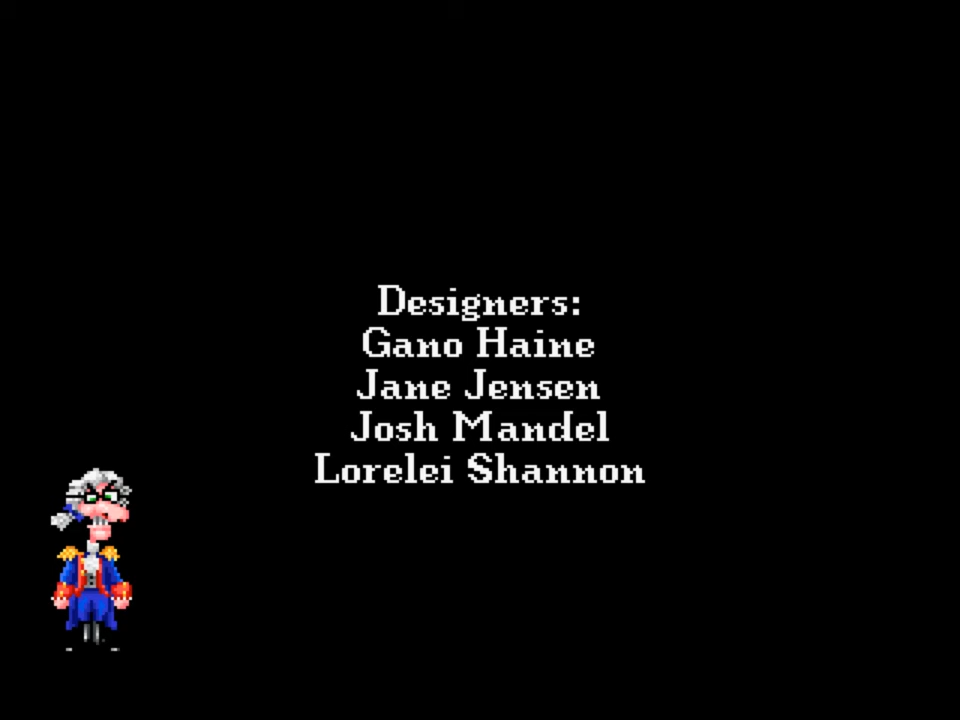 Designers:
Gano Haine
Jane Jensen
Josh Mandel
Lorelei Shannon